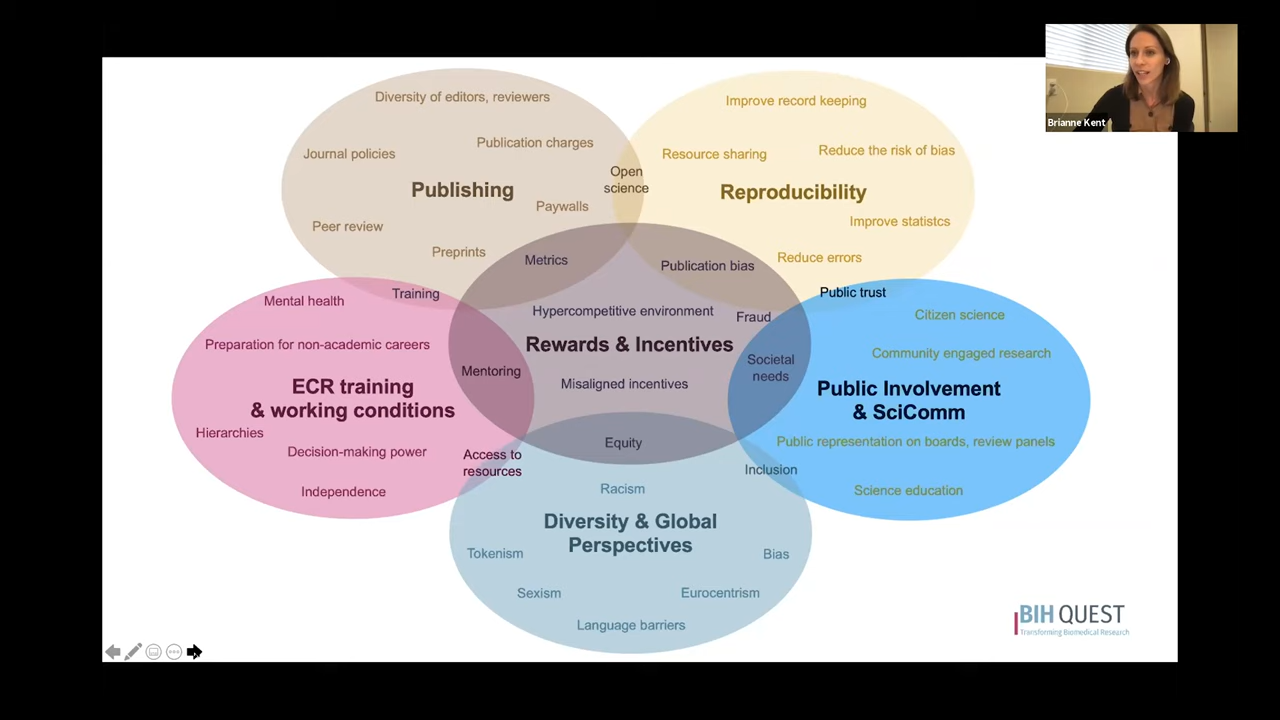 Brianne Kent
Diversity of editors, reviewers
Publication charges
Journal policies
Publishing
Paywalls
Peer review
Preprints
Open
science
Improve record keeping
Resource sharing
Reduce the risk of bias
Reproducibility
Improve statistcs
Reduce errors
Metrics
Publication bias
Training
Public trust
Hypercompetitive environment
Fraud
Rewards & Incentives
Misaligned incentives
Mentoring
Societal
needs
Equity
Mental health
Preparation for non-academic careers
ECR training
& working conditions
Hierarchies
Decision-making power
Independence
Access to
resources
Citizen science
Community engaged research
Public Involvement
& SciComm
Public representation on boards, review panels
Science education
Inclusion
Racism
Diversity & Global
Perspectives
Tokenism
Bias
Sexism
Eurocentrism
Language barriers
BIH QUEST
Transforming Biomedical Research